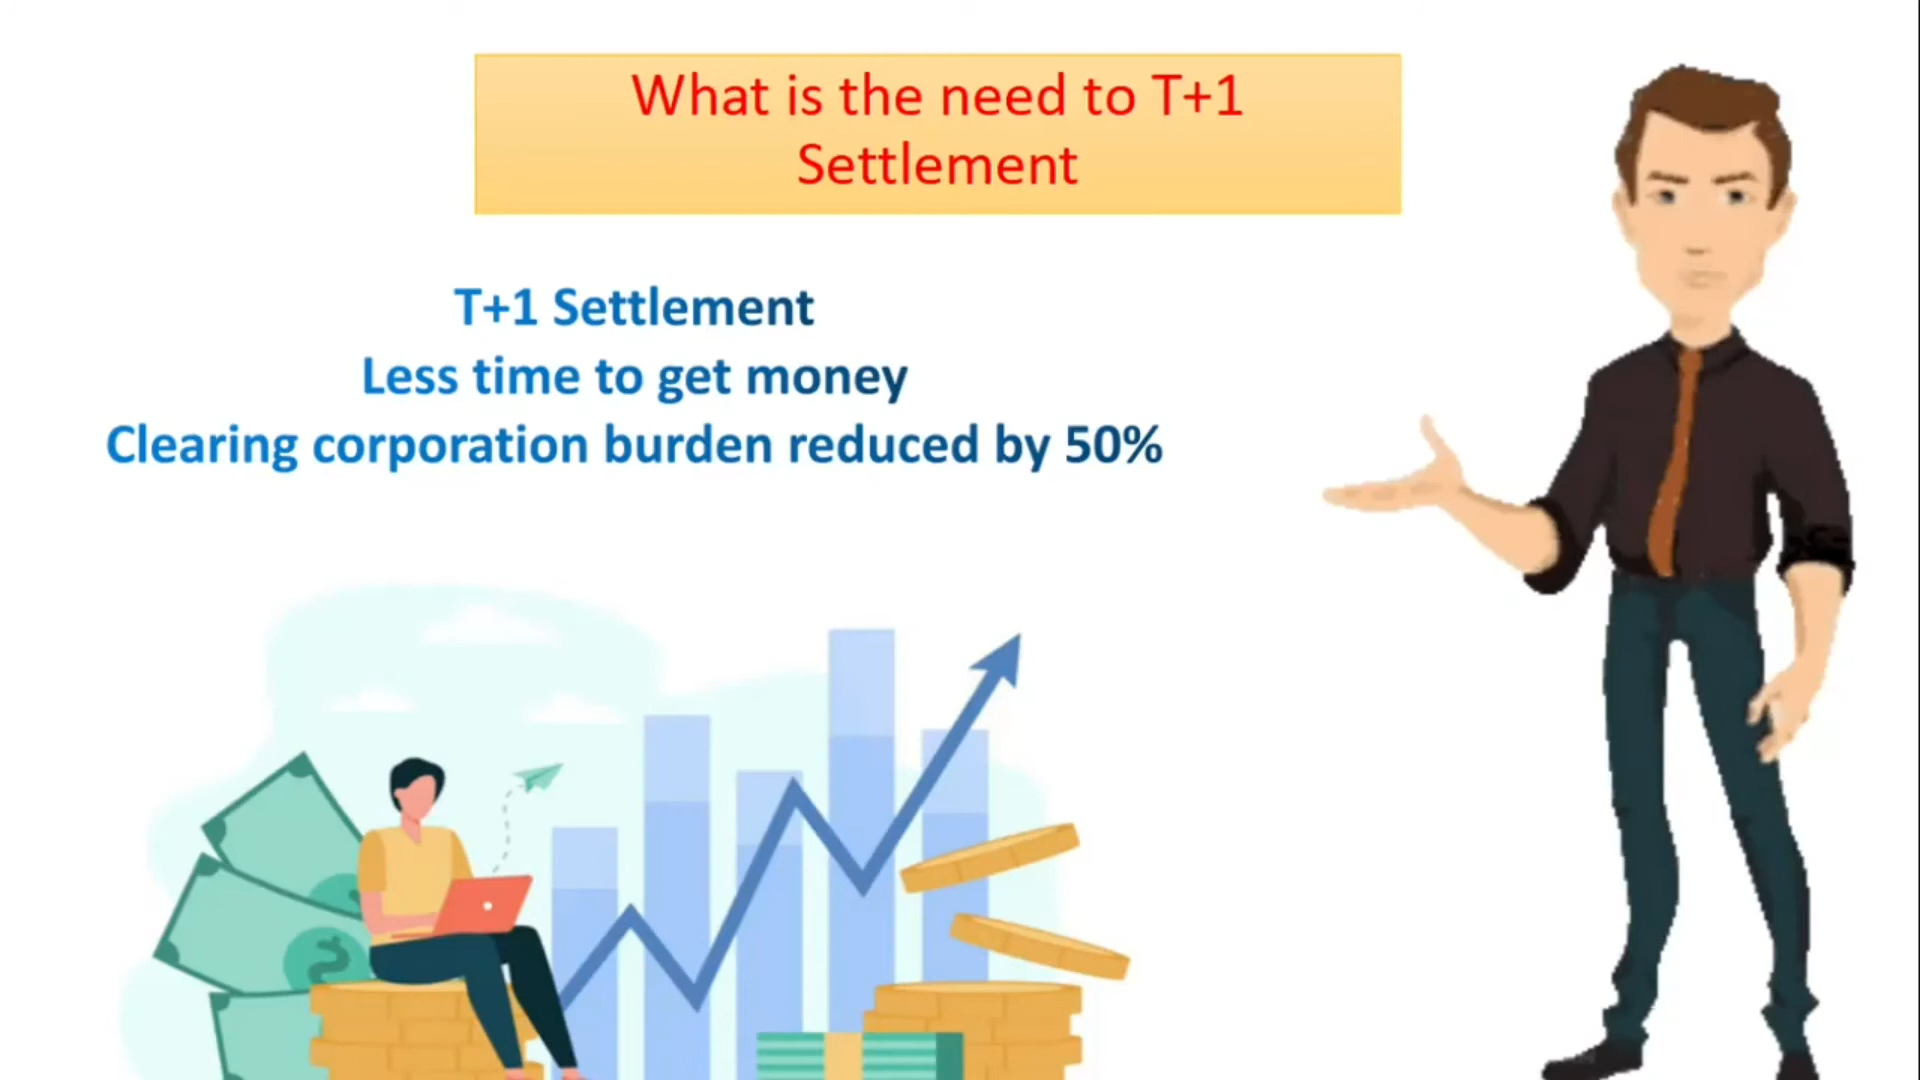 What is the need to T+1
Settlement
T+1 Settlement
Less time to get money
Clearing corporation burden reduced by 50%
$